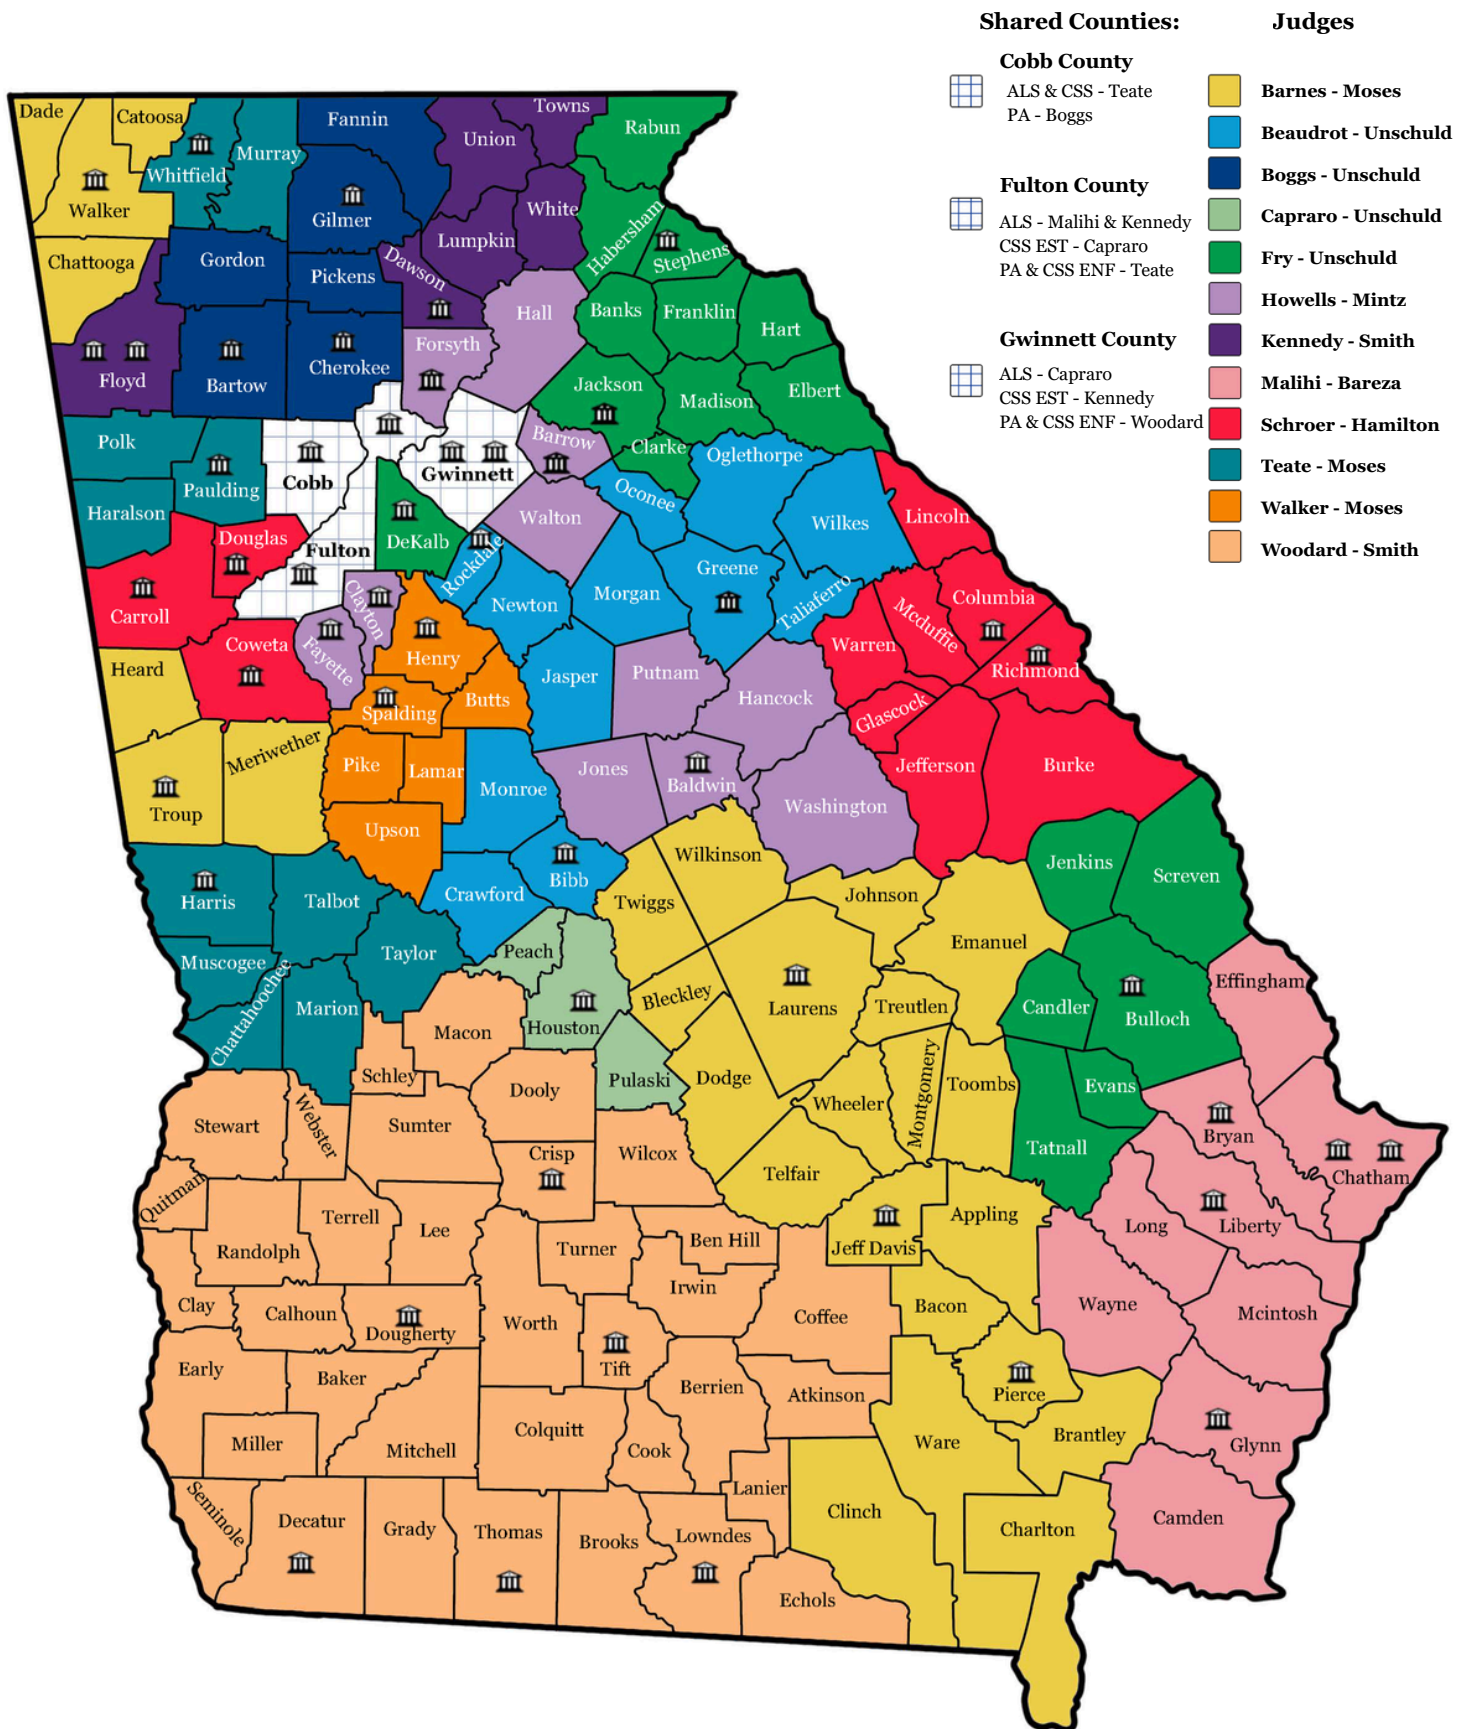 Shared Counties:
Cobb County
ALS & CSS - Teate
PA - Boggs
Fulton County
ALS - Malihi & Kennedy
CSS EST - Capraro
PA & CSS ENF - Teate
Gwinnett County
ALS - Capraro
CSS EST - Kennedy
PA & CSS ENF - Woodard
Judges
Barnes - Moses
Beaudrot - Unschuld
Boggs - Unschuld
Capraro - Unschuld
Fry - Unschuld
Howells - Mintz
Kennedy - Smith
Malihi - Bareza
Schroer - Hamilton
Teate - Moses
Walker - Moses
Woodard - Smith
Dade
Catoosa
Whitfield
Murray
Fannin
Union
Towns
Rabun
Walker
Gilmer
White
Habersham
Stephens
Lumpkin
Chattooga
Gordon
Pickens
Dawson
Hall
Banks
Franklin
Hart
Floyd
Bartow
Cherokee
Forsyth
Jackson
Madison
Elbert
Polk
Paulding
Cobb
Gwinnett
Barrow
Clarke
Oglethorpe
Haralson
Douglas
Fulton
DeKalb
Rockdale
Walton
Oconee
Wilkes
Lincoln
Carroll
Clayton
Newton
Morgan
Greene
Taliaferro
Columbia
Mcduffie
Warren
Richmond
Heard
Coweta
Fayette
Henry
Butts
Jasper
Putnam
Hancock
Glascock
Spalding
Meriwether
Pike
Lamar
Monroe
Jones
Baldwin
Washington
Jefferson
Burke
Troup
Upson
Wilkinson
Jenkins
Screven
Harris
Talbot
Crawford
Bibb
Twiggs
Johnson
Emanuel
Muscogee
Taylor
Peach
Bleckley
Laurens
Treutlen
Candler
Bulloch
Effingham
Chattahoochee
Marion
Macon
Houston
Schley
Dooly
Pulaski
Dodge
Wheeler
Montgomery
Toombs
Evans
Tatnall
Bryan
Chatham
Stewart
Webster
Sumter
Crisp
Wilcox
Telfair
Quitman
Terrell
Lee
Turner
Ben Hill
Jeff Davis
Appling
Long
Liberty
Randolph
Irwin
Clay
Calhoun
Dougherty
Worth
Tift
Coffee
Bacon
Wayne
Mcintosh
Early
Baker
Berrien
Atkinson
Pierce
Miller
Mitchell
Colquitt
Cook
Ware
Brantley
Glynn
Seminole
Decatur
Grady
Thomas
Brooks
Lowndes
Lanier
Clinch
Charlton
Camden
Echols